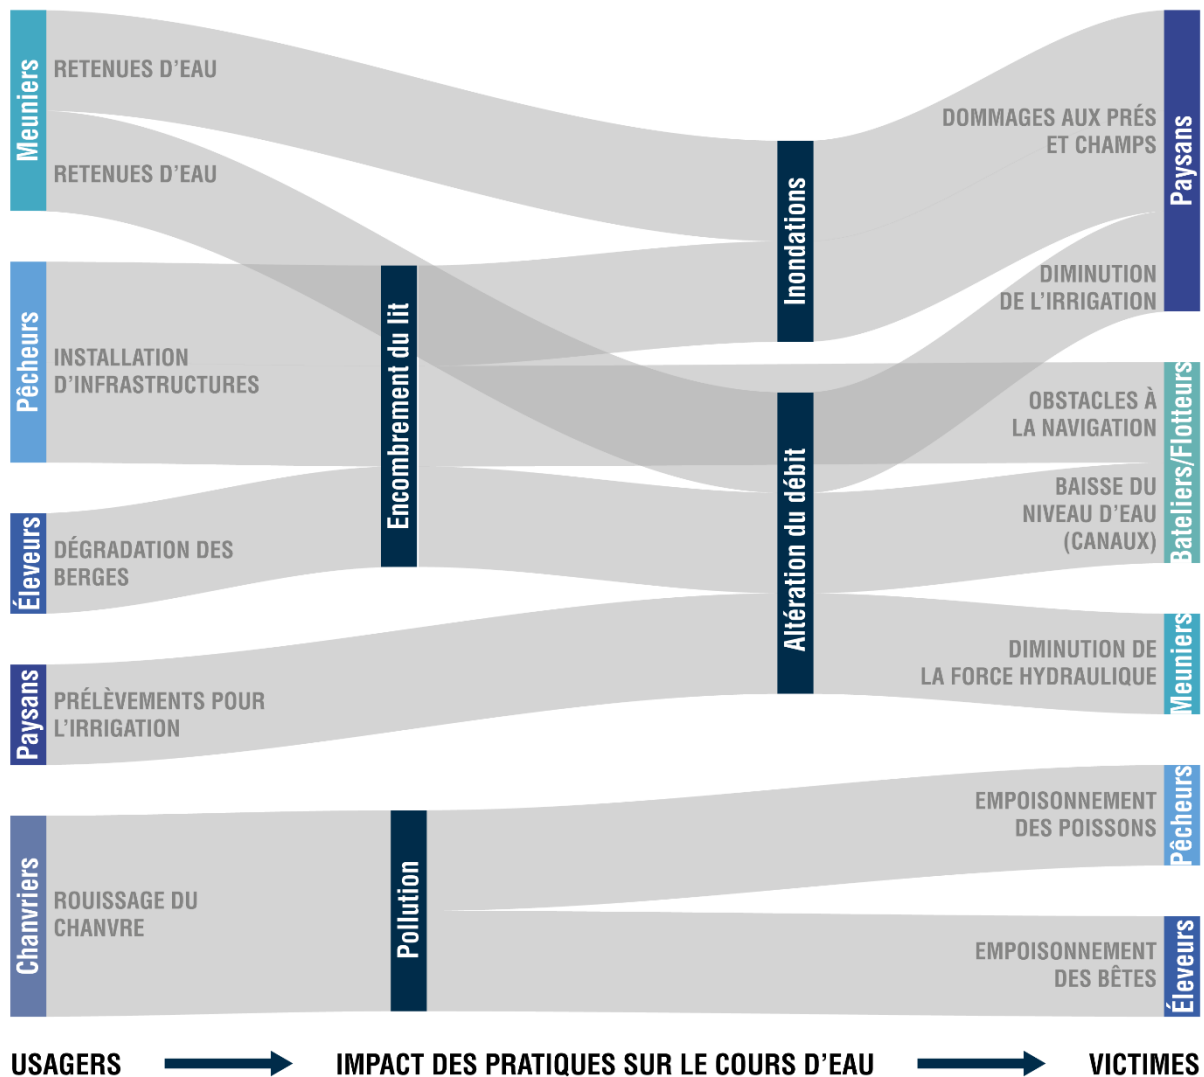 Meuniers
RETENUES D'EAU
RETENUES D'EAU
Pêcheurs
INSTALLATION
D'INFRASTRUCTURES
Éleveurs
DÉGRADATION DES
BERGES
Paysans
PRÉLÈVEMENTS POUR
L'IRRIGATION
Chanvriers
ROUISSAGE DU
CHANVRE
Encombrement du lit
Pollution
Inondations
Altération du débit
DOMMAGES AUX PRÉS
ET CHAMPS
DIMINUTION
DE L'IRRIGATION
Paysans
OBSTACLES À
LA NAVIGATION
BAISSE DU
NIVEAU D'EAU
(CANAUX)
Bateliers/Flotteurs
DIMINUTION DE
LA FORCE HYDRAULIQUE
Meuniers
EMPOISONNEMENT
DES POISSONS
Pêcheurs
EMPOISONNEMENT
DES BÊTES
Éleveurs
USAGERS
IMPACT DES PRATIQUES SUR LE COURS D'EAU
VICTIMES